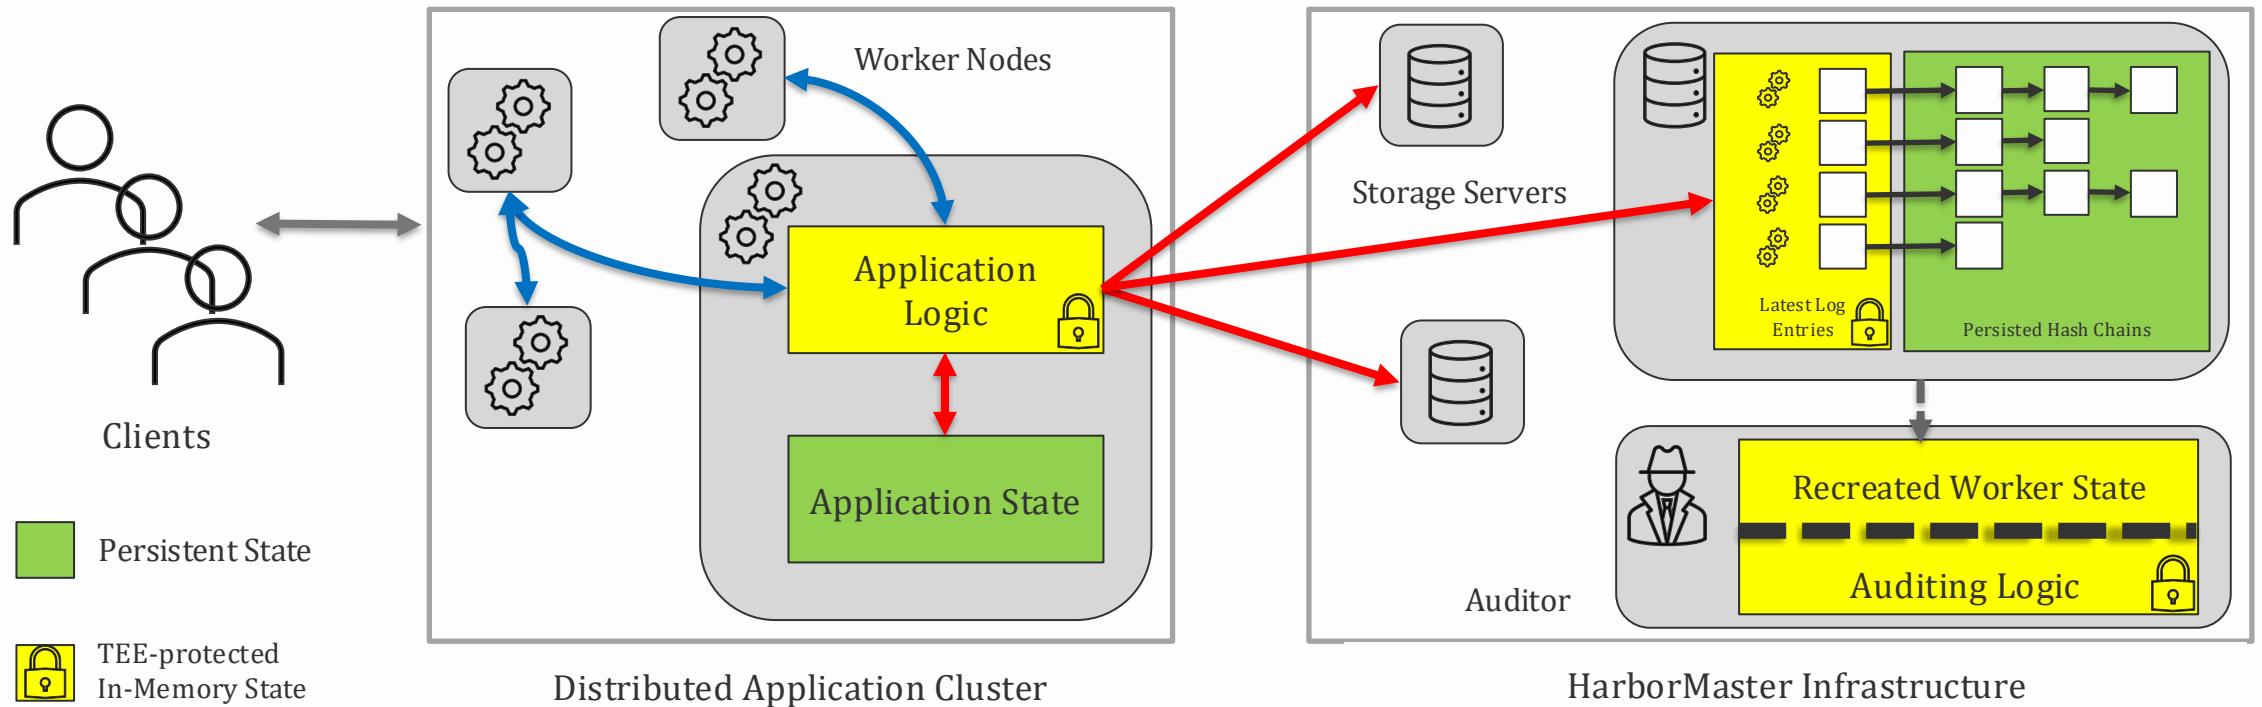 Worker Nodes
Application
Logic
Application State
Clients
Persistent State
TEE-protected
In-Memory State
Distributed Application Cluster
Storage Servers
Latest Log
Entries
Persisted Hash Chains
Recreated Worker State
Auditing Logic
Auditor
HarborMaster Infrastructure